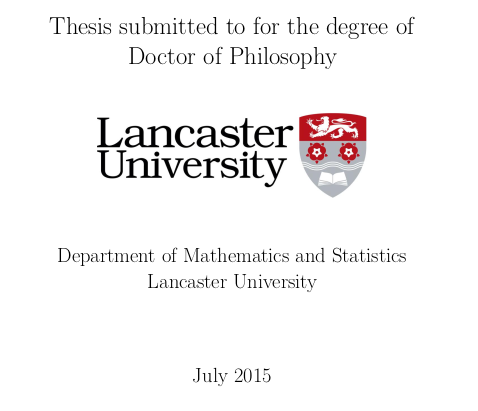 Thesis submitted to for the degree of
Doctor of Philosophy
Lancaster
University
Department of Mathematics and Statistics
Lancaster University
July 2015